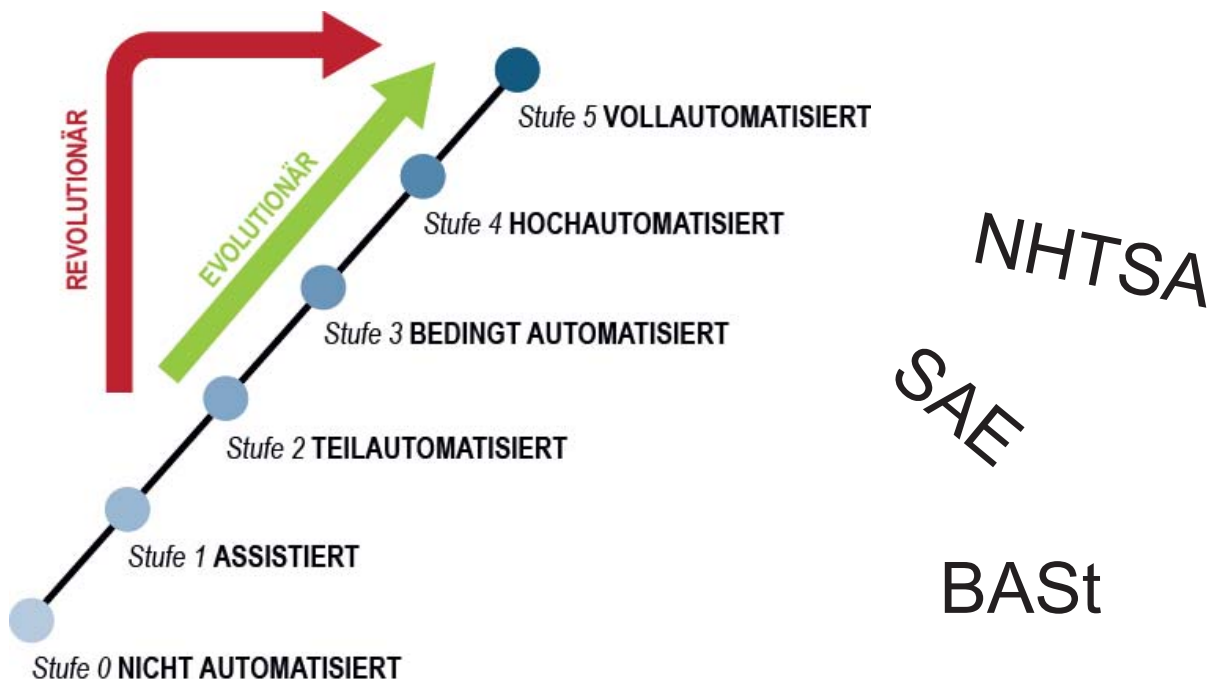 REVOLUTIONÄR
EVOLUTIONÄR
Stufe 5 VOLLAUTOMATISIERT
Stufe 4 HOCHAUTOMATISIERT
Stufe 3 BEDINGT AUTOMATISIERT
Stufe 2 TEILAUTOMATISIERT
Stufe 1 ASSISTIERT
Stufe 0 NICHT AUTOMATISIERT
NHTSA
SAE
BASt